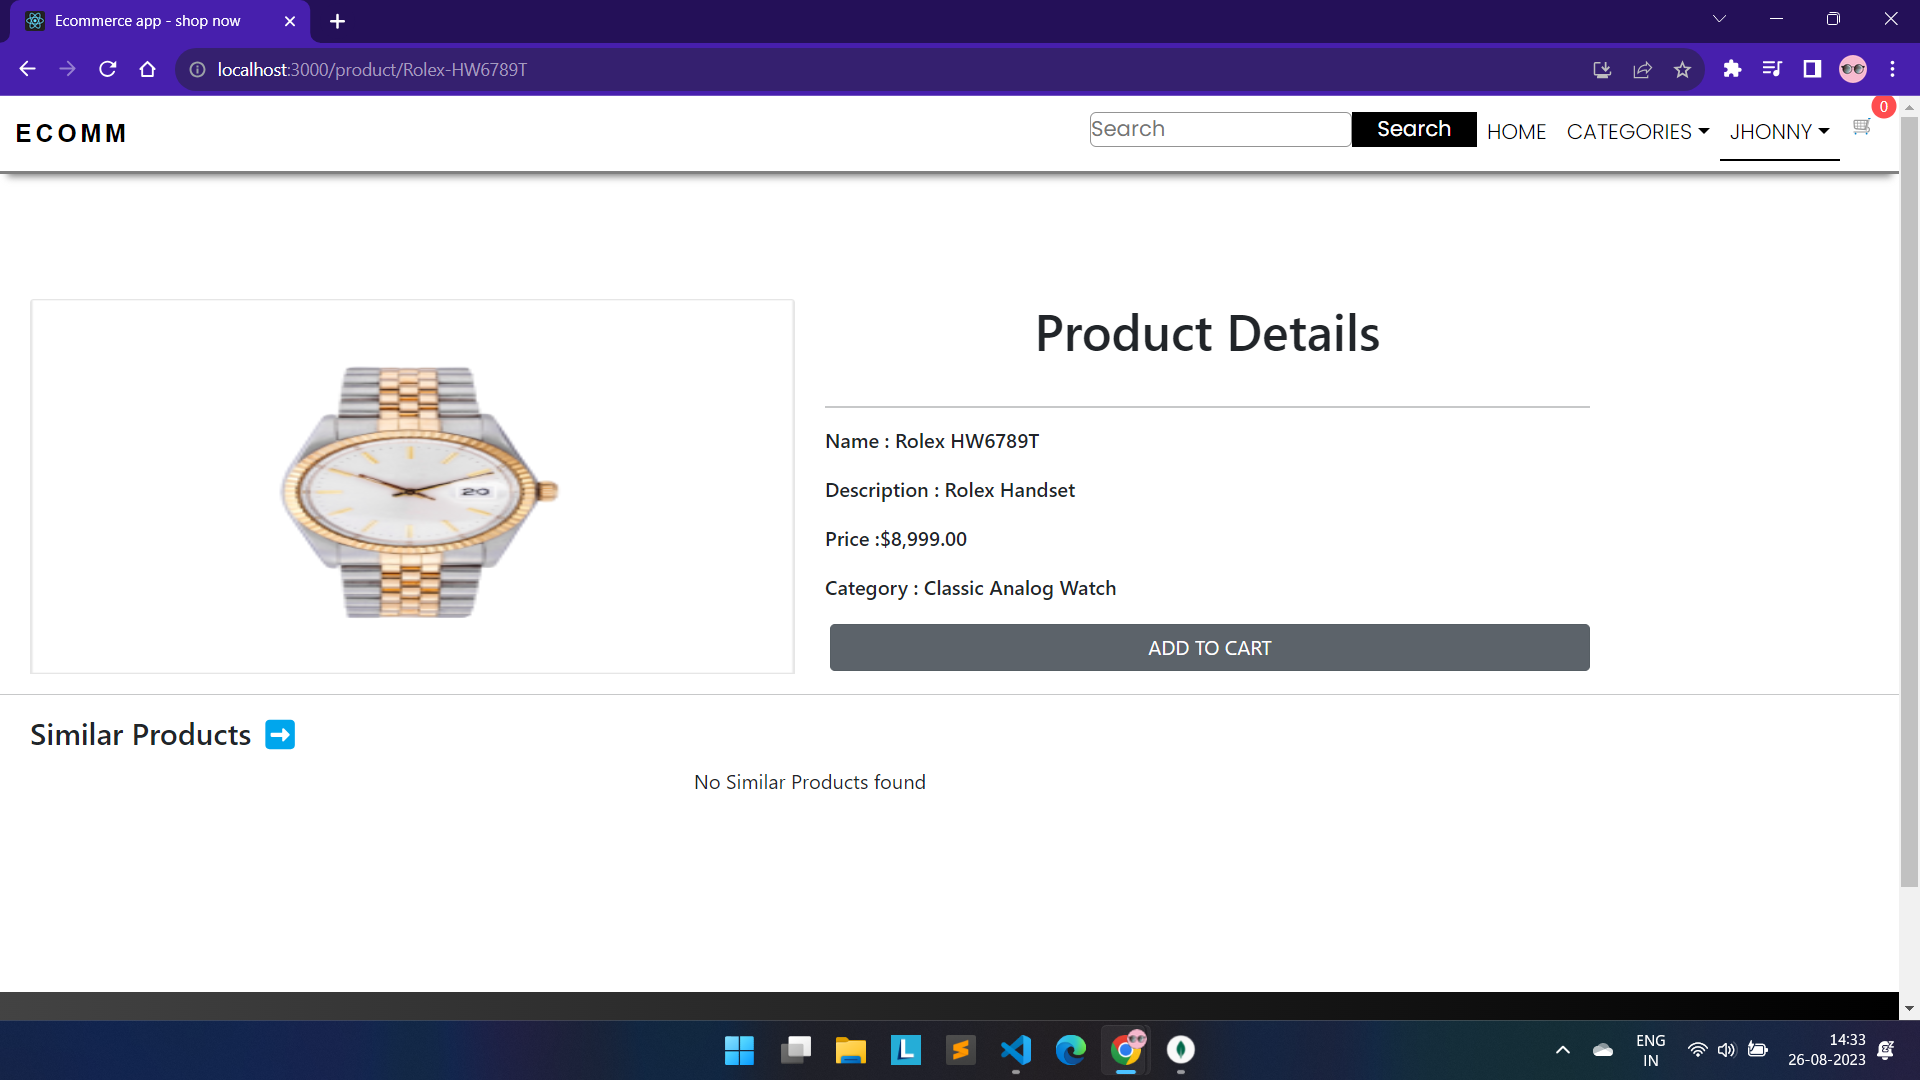 Ecommerce app - shop now
localhost:3000/product/Rolex-HW6789T
ECOMM
Search
Search
HOME
CATEGORIES
JHONNY
0
Product Details
20
Name : Rolex HW6789T
Description : Rolex Handset
Price :$8,999.00
Category : Classic Analog Watch
ADD TO CART
Similar Products
No Similar Products found
L
ENG
IN
14:33
26-08-2023